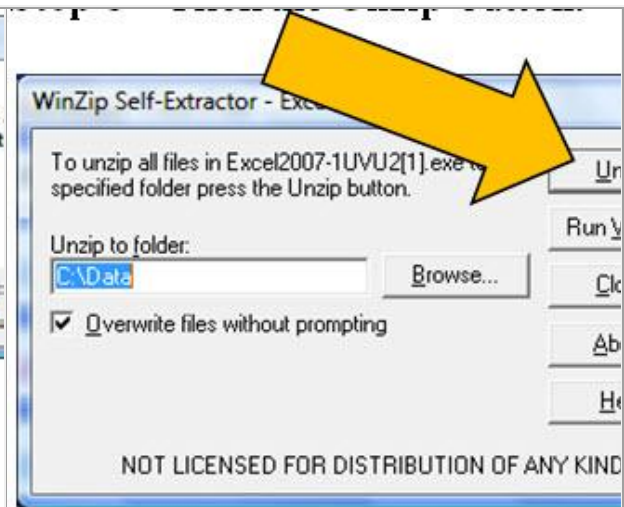 WinZip Self-Extractor -
To unzip all files in Excel2007-1UVU2[1].exe
specified folder press the Unzip button.
Unzip to folder:
C:\Data
Browse...
Overwrite files without prompting
Run
NOT LICENSED FOR DISTRIBUTION OF ANY KIND